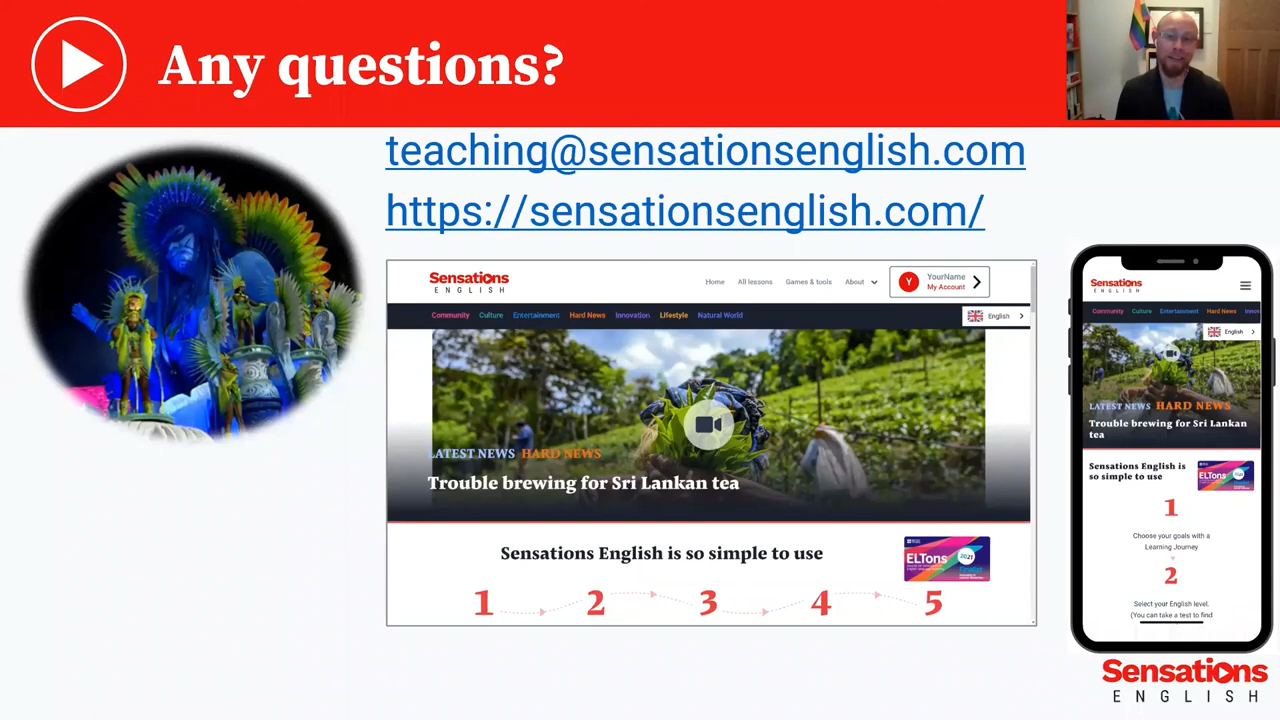 Any questions?
teaching@sensationsenglish.com
https://sensationsenglish.com/
Sensations
ENGLISH
Home All lessons Games & tools About
Y YourName
My Account
Community Culture Entertainment Hard News Innovation Lifestyle Natural World
English
LATEST NEWS HARD NEWS
Trouble brewing for Sri Lankan tea
Sensations English is so simple to use
ELTons
2021
1 2 3 4 5
Sensations
ENGLISH
Community Culture Entertainment Hard News Innov
English
LATEST NEWS HARD NEWS
Trouble brewing for Sri Lankan
tea
Sensations English is
so simple to use
ELTons
1
Choose your goals with a
Learning Journey
2
Select your English level.
(You can take a test to find
Sensations
ENGLISH